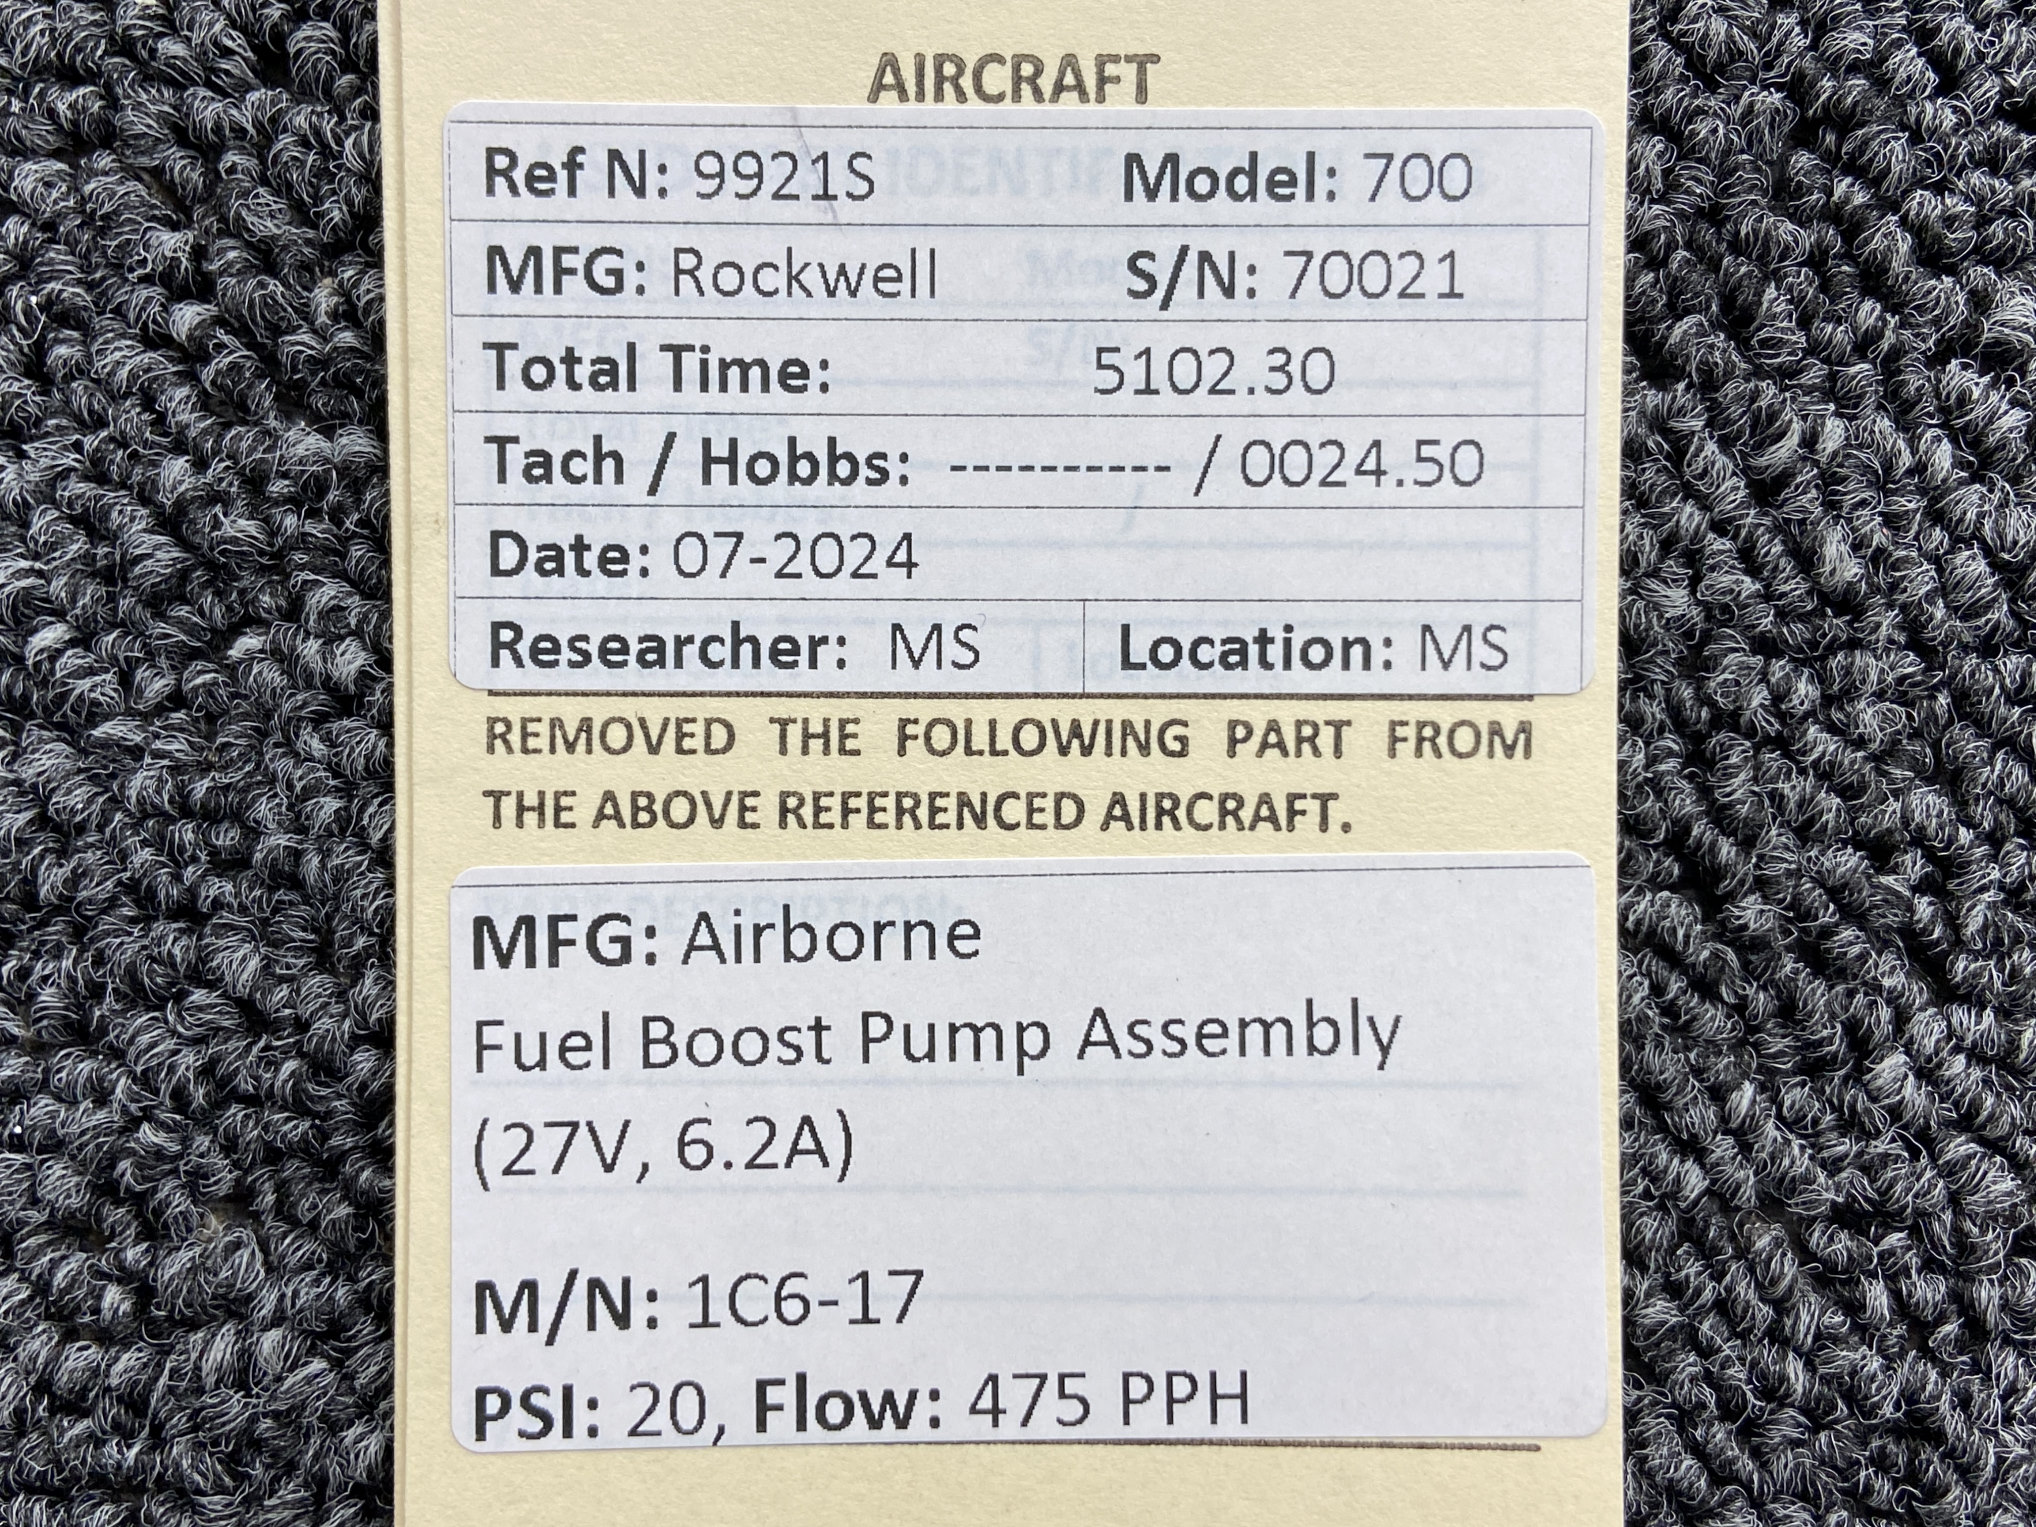 AIRCRAFT
Ref N: 9921S Model: 700
MFG: Rockwell S/N: 70021
Total Time: 5102.30
Tach / Hobbs: ---------- / 0024.50
Date: 07-2024
Researcher: MS Location: MS
REMOVED THE FOLLOWING PART FROM
THE ABOVE REFERENCED AIRCRAFT.
MFG: Airborne
Fuel Boost Pump Assembly
(27V, 6.2A)
M/N: 1C6-17
PSI: 20, Flow: 475 PPH